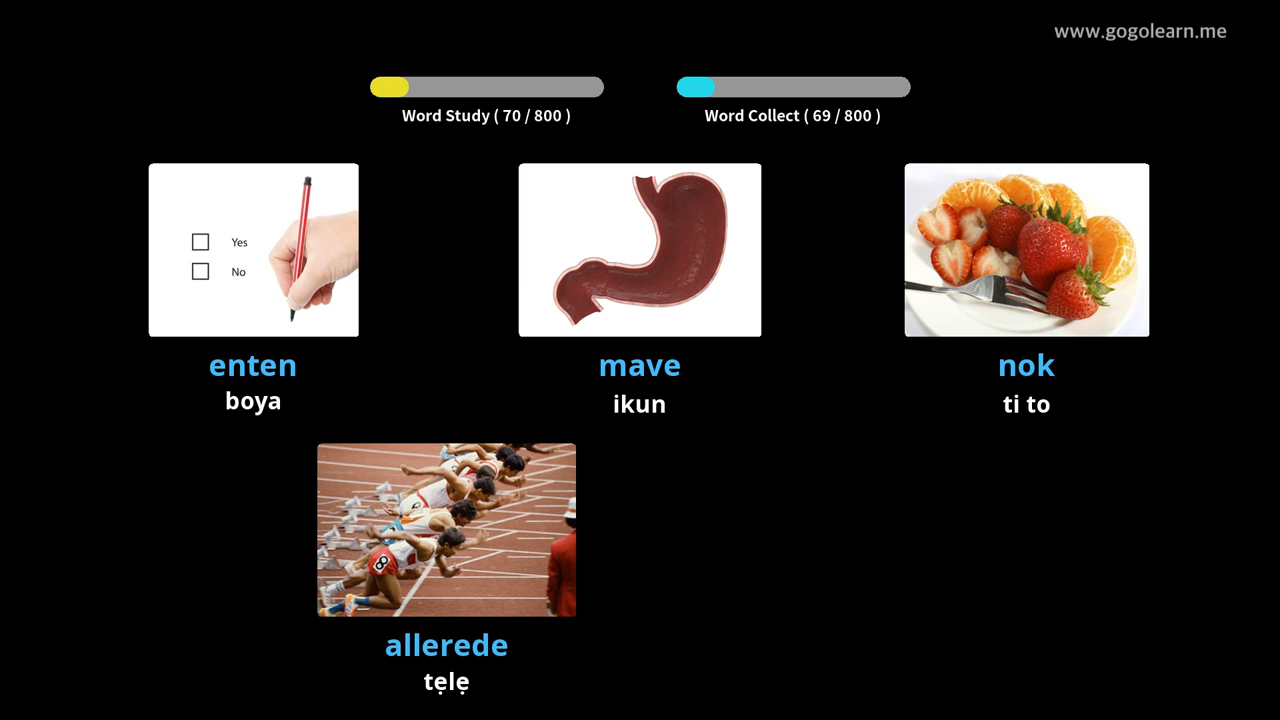 www.gogolearn.me
Word Study ( 70 / 800 )
Word Collect ( 69 / 800 )
Yes
No
enten
boya
mave
ikun
nok
ti to
8
allerede
tẹlẹ